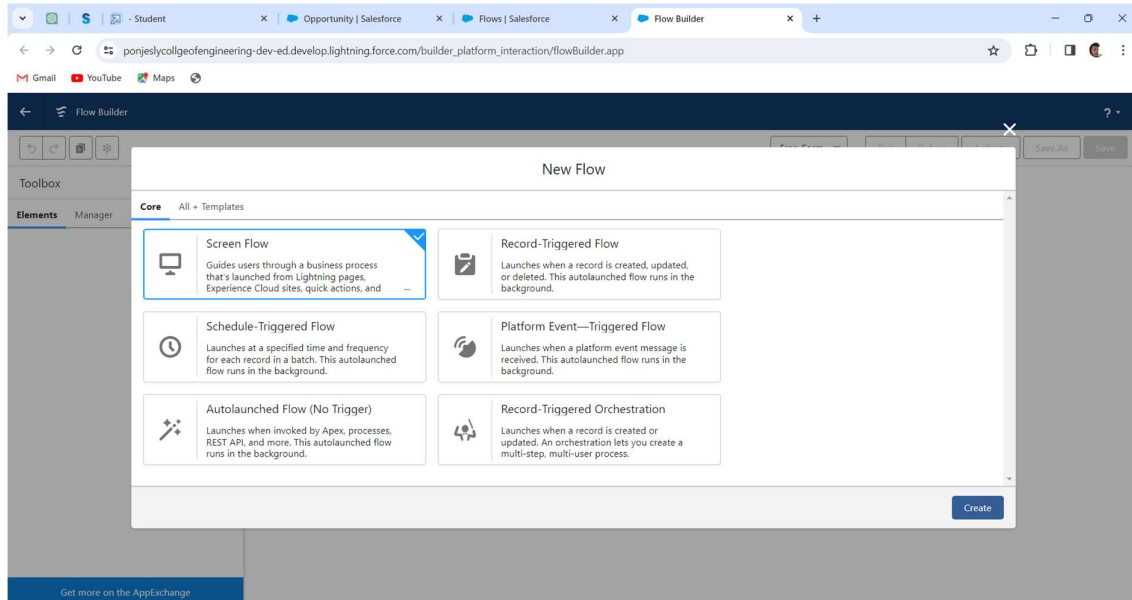 - Student
Opportunity | Salesforce
Flows | Salesforce
Flow Builder
ponjeslycollgeofengineering-dev-ed.develop.lightning.force.com/builder_platform_interaction/flowBuilder.app
Gmail YouTube Maps
Flow Builder ?
Free-Form Run Debug Activate Save As Save
Toolbox
Elements Manager
New Flow
Core All + Templates
Screen Flow
Guides users through a business process
that's launched from Lightning pages,
Experience Cloud sites, quick actions, and ...
Record-Triggered Flow
Launches when a record is created, updated,
or deleted. This autolaunched flow runs in the
background.
Schedule-Triggered Flow
Launches at a specified time and frequency
for each record in a batch. This autolaunched
flow runs in the background.
Platform Event—Triggered Flow
Launches when a platform event message is
received. This autolaunched flow runs in the
background.
Autolaunched Flow (No Trigger)
Launches when invoked by Apex, processes,
REST API, and more. This autolaunched flow
runs in the background.
Record-Triggered Orchestration
Launches when a record is created or
updated. An orchestration lets you create a
multi-step, multi-user process.
Create
Get more on the AppExchange